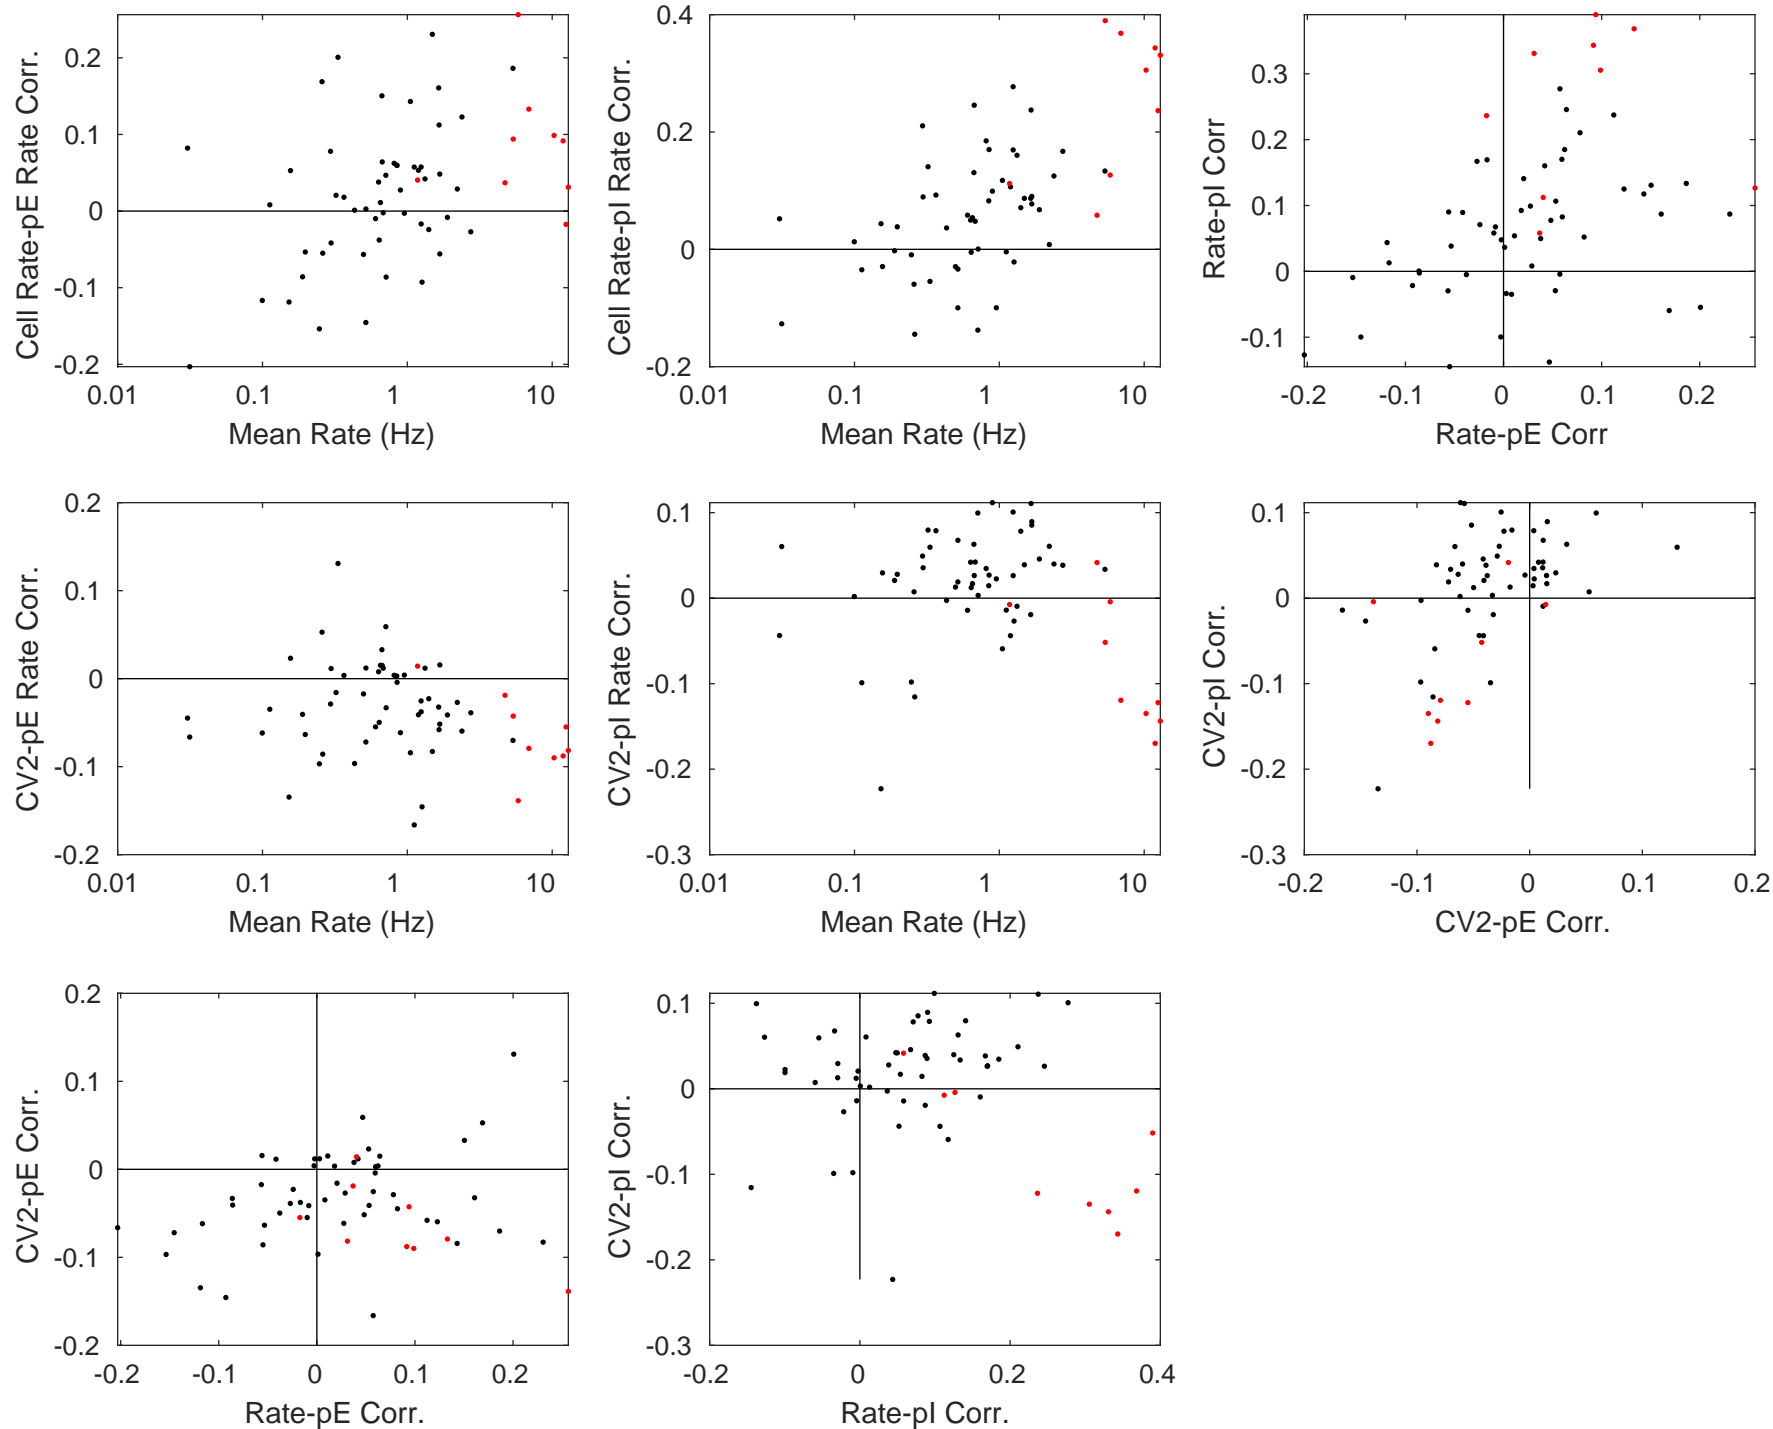 0.2
0.1
0
-0.1
-0.2
0.01 0.1 1 10
Cell Rate-pE Rate Corr.
Mean Rate (Hz)
0.4
0.2
0
-0.2
0.01 0.1 1 10
Cell Rate-pI Rate Corr.
Mean Rate (Hz)
0.3
0.2
0.1
0
-0.1
-0.2 -0.1 0 0.1 0.2
Rate-pI Corr
Rate-pE Corr
0.2
0.1
0
-0.1
-0.2
0.01 0.1 1 10
CV2-pE Rate Corr.
Mean Rate (Hz)
0.1
0
-0.1
-0.2
-0.3
0.01 0.1 1 10
CV2-pI Rate Corr.
Mean Rate (Hz)
0.1
0
-0.1
-0.2
-0.3
-0.2 -0.1 0 0.1 0.2
CV2-pI Corr.
CV2-pE Corr.
0.2
0.1
0
-0.1
-0.2
-0.2 -0.1 0 0.1 0.2
CV2-pE Corr.
Rate-pE Corr.
0.1
0
-0.1
-0.2
-0.3
-0.2 0 0.2 0.4
CV2-pI Corr.
Rate-pI Corr.